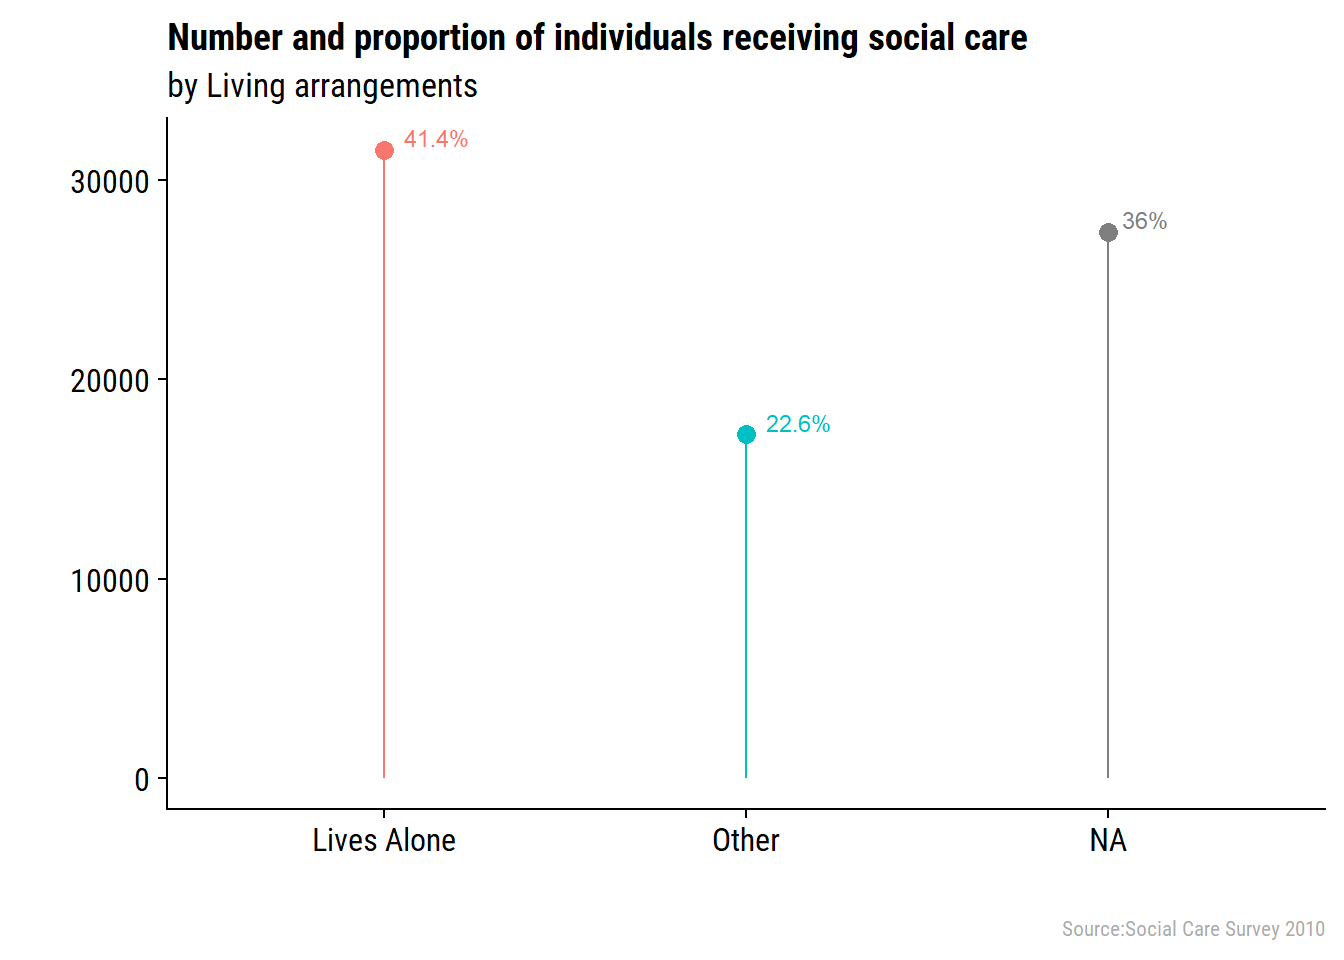 Number and proportion of individuals receiving social care
by Living arrangements
41.4%
30000
36%
20000
22.6%
10000
0
Lives Alone
Other
NA
Source:Social Care Survey 2010